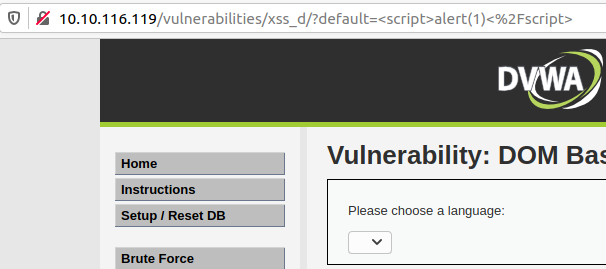 10.10.116.119/vulnerabilities/xss_d/?default=<script>alert(1)<%2Fscript>
DVWA
Home
Instructions
Setup / Reset DB
Brute Force
Vulnerability: DOM Bas
Please choose a language: